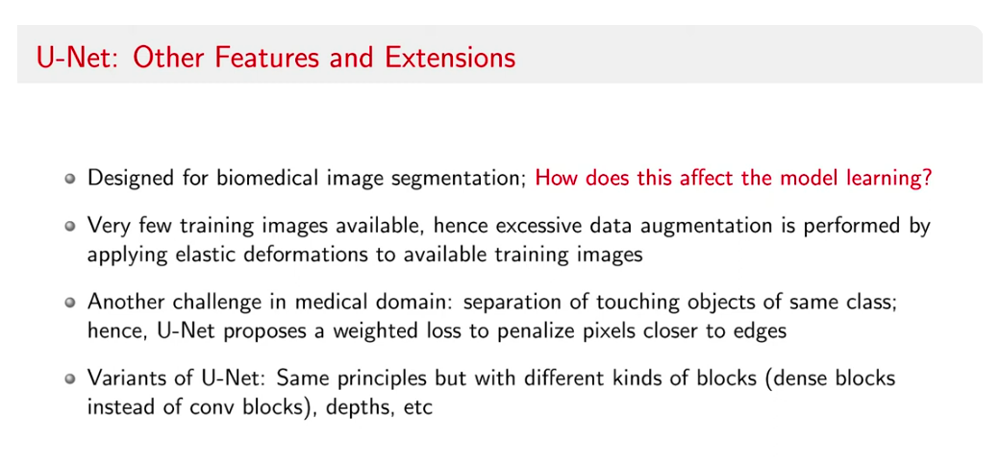 U-Net: Other Features and Extensions
Designed for biomedical image segmentation; How does this affect the model learning?
Very few training images available, hence excessive data augmentation is performed by
applying elastic deformations to available training images
Another challenge in medical domain: separation of touching objects of same class;
hence, U-Net proposes a weighted loss to penalize pixels closer to edges
Variants of U-Net: Same principles but with different kinds of blocks (dense blocks
instead of conv blocks), depths, etc